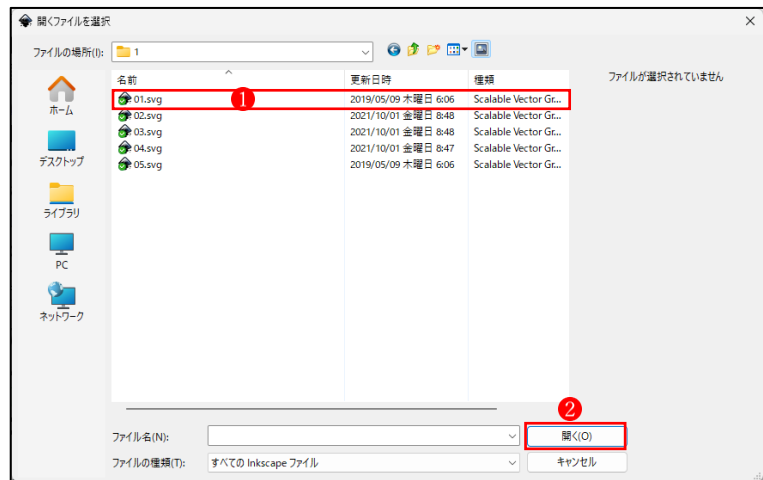 開くファイルを選択
ファイルの場所(I): 1
名前 更新日時 種類 ファイルが選択されていません
01.svg 1 2019/05/09 木曜日 6:06 Scalable Vector Gr...
02.svg 2021/10/01 金曜日 8:48 Scalable Vector Gr...
03.svg 2021/10/01 金曜日 8:48 Scalable Vector Gr...
04.svg 2021/10/01 金曜日 8:47 Scalable Vector Gr...
05.svg 2019/05/09 木曜日 6:06 Scalable Vector Gr...
ホーム
デスクトップ
ライブラリ
PC
ネットワーク
2
ファイル名(N): 開く(O)
ファイルの種類(T): すべての Inkscape ファイル キャンセル